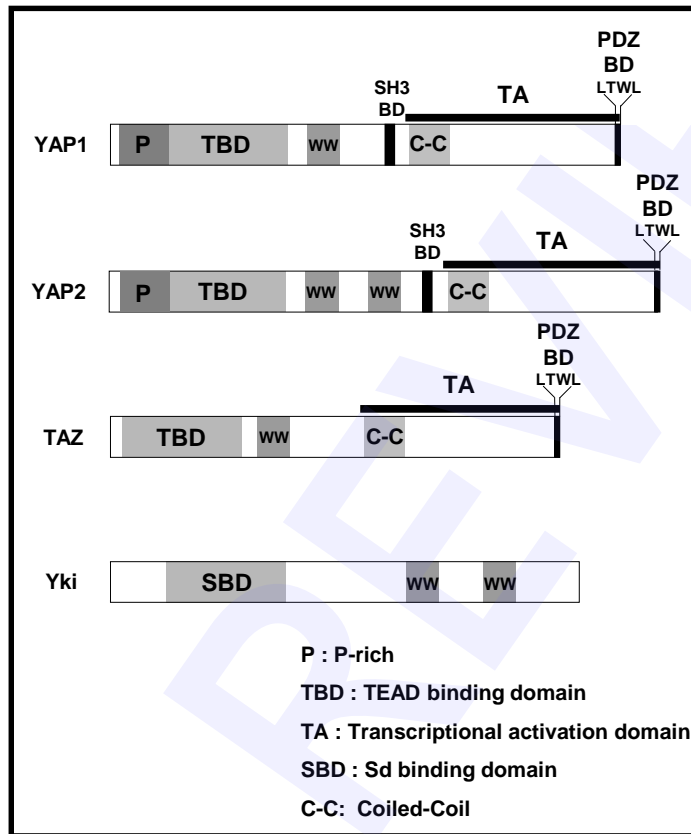 PDZ
BD
LTWL
SH3
BD
TA
YAP1
P TBD WW C-C
PDZ
BD
LTWL
SH3
BD
TA
YAP2
P TBD WW WW C-C
PDZ
BD
LTWL
TA
TAZ
TBD WW C-C
Yki
SBD WW WW
P : P-rich
TBD : TEAD binding domain
TA : Transcriptional activation domain
SBD : Sd binding domain
C-C: Coiled-Coil